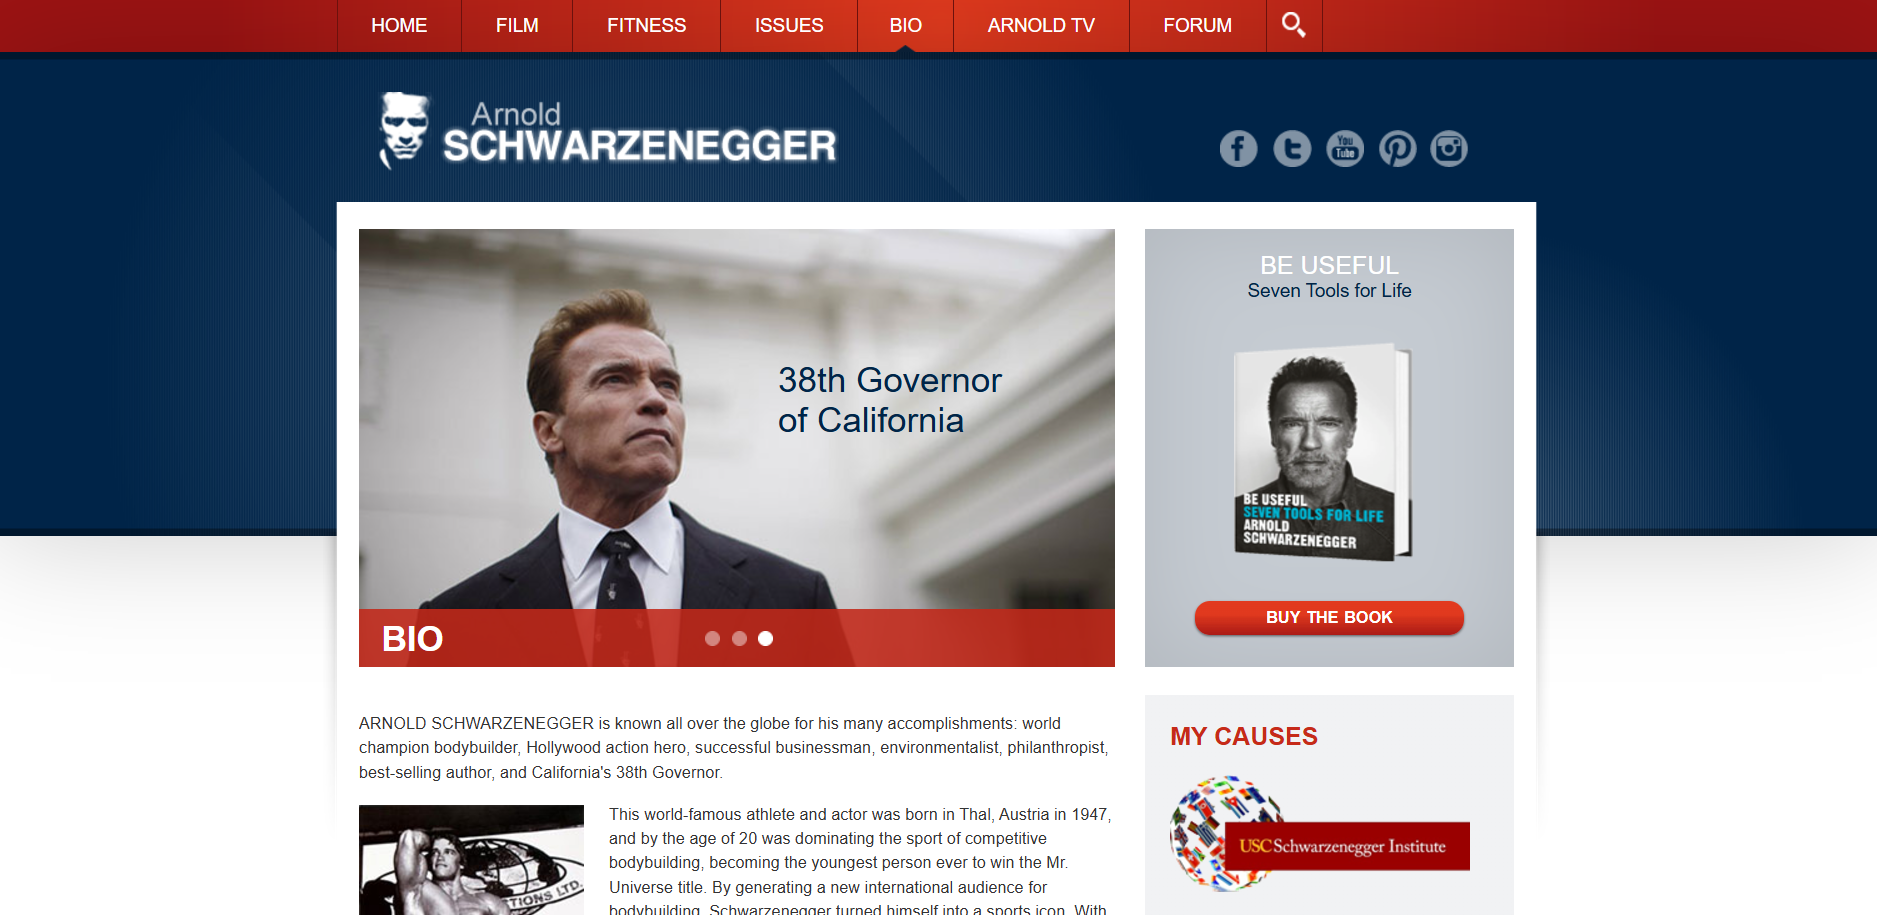 HOME FILM FITNESS ISSUES BIO ARNOLD TV FORUM
Arnold
SCHWARZENEGGER
f t You Tube
38th Governor
of California
BIO
BE USEFUL
Seven Tools for Life
BE USEFUL
SEVEN TOOLS FOR LIFE
ARNOLD
SCHWARZENEGGER
BUY THE BOOK
ARNOLD SCHWARZENEGGER is known all over the globe for his many accomplishments: world
champion bodybuilder, Hollywood action hero, successful businessman, environmentalist, philanthropist,
best-selling author, and California's 38th Governor.
This world-famous athlete and actor was born in Thal, Austria in 1947,
and by the age of 20 was dominating the sport of competitive
bodybuilding, becoming the youngest person ever to win the Mr.
Universe title. By generating a new international audience for
bodybuilding, Schwarzenegger turned himself into a sports icon. With
TIONS LTD.
MY CAUSES
USC Schwarzenegger Institute